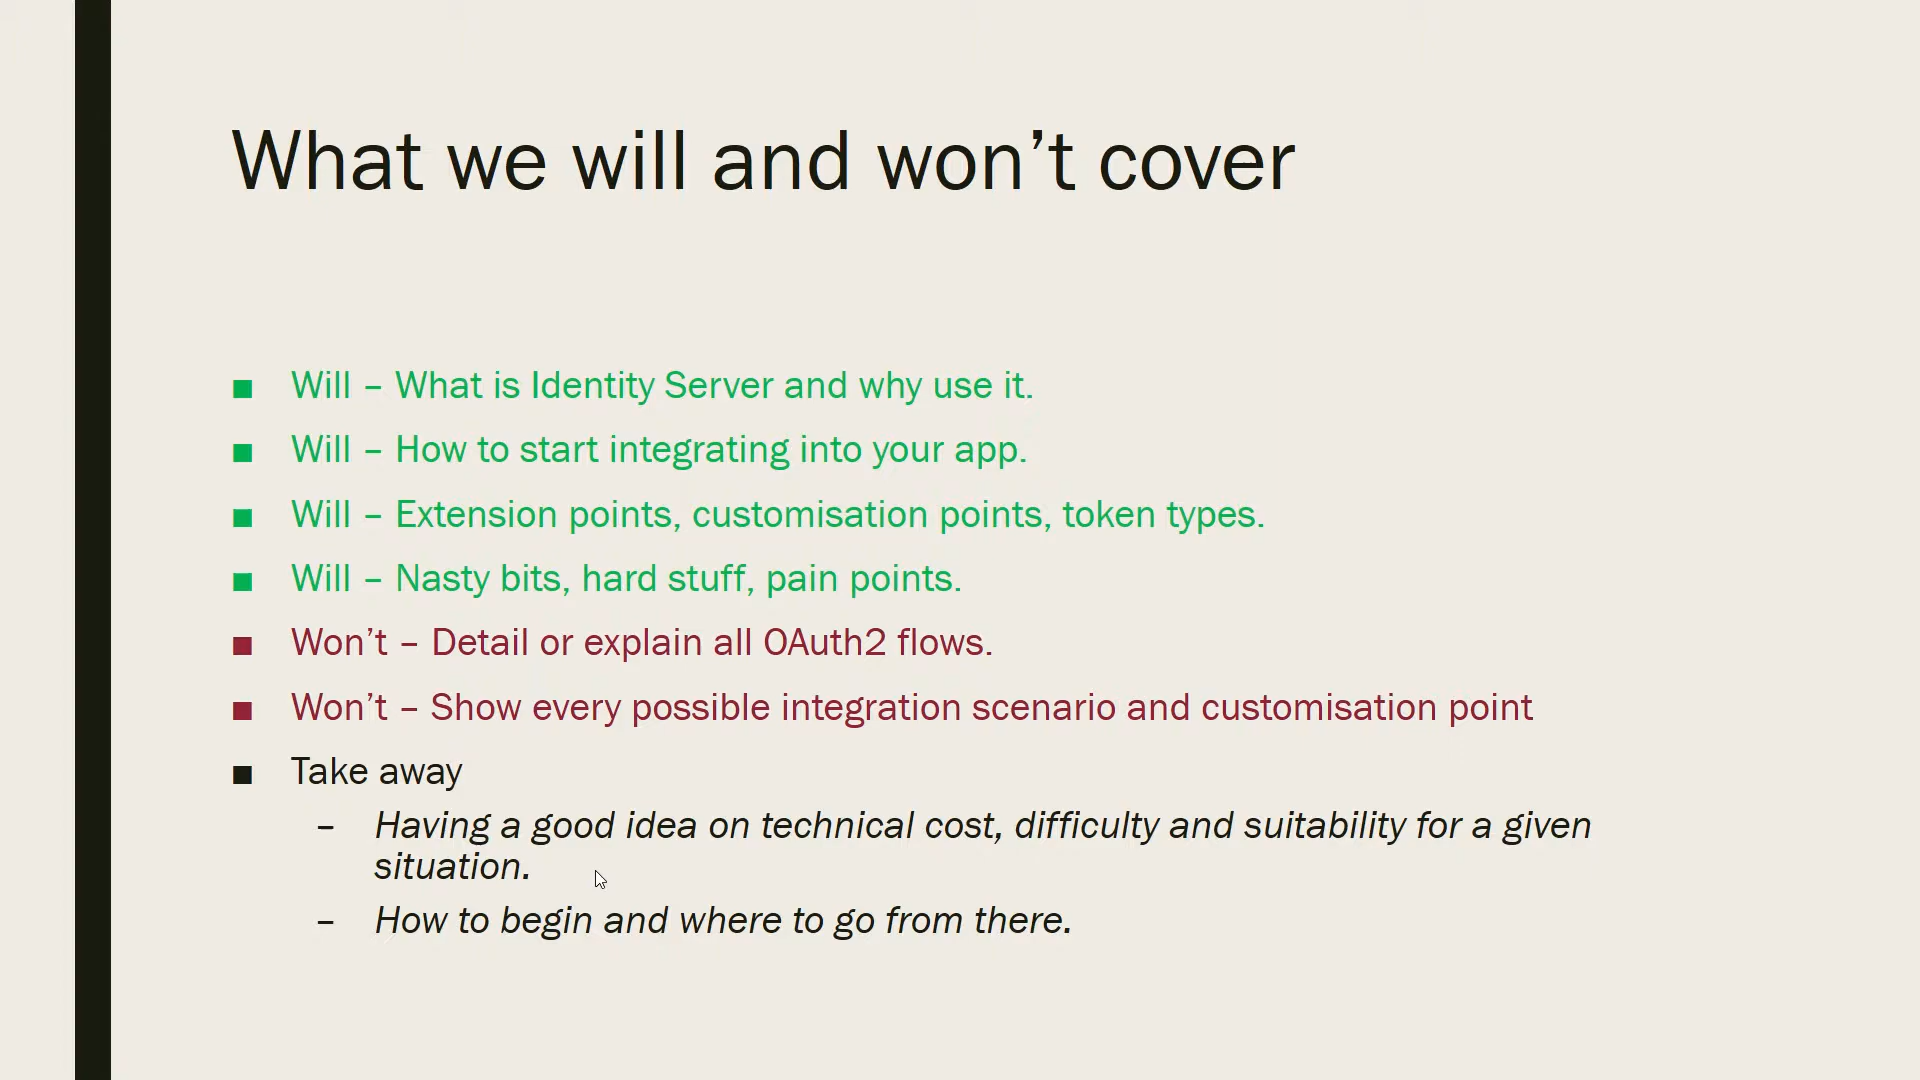 What we will and won’t cover
■ Will – What is Identity Server and why use it.
■ Will – How to start integrating into your app.
■ Will – Extension points, customisation points, token types.
■ Will – Nasty bits, hard stuff, pain points.
■ Won’t – Detail or explain all OAuth2 flows.
■ Won’t – Show every possible integration scenario and customisation point
■ Take away
– Having a good idea on technical cost, difficulty and suitability for a given
situation.
– How to begin and where to go from there.